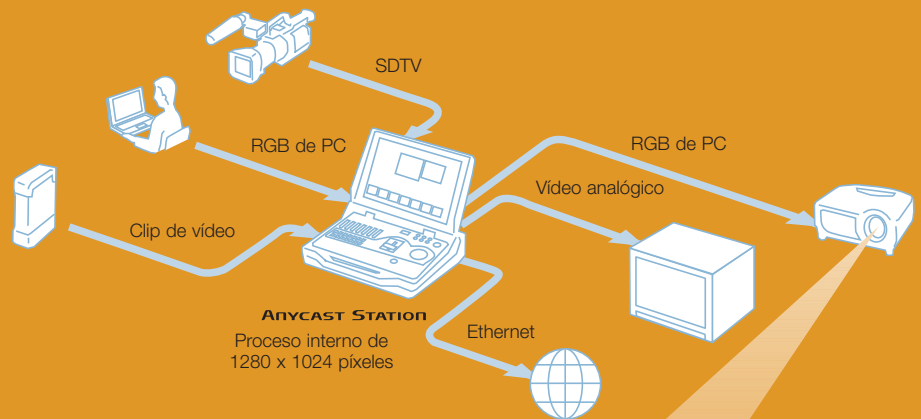 SDTV
RGB de PC
RGB de PC
Vídeo analógico
Clip de vídeo
ANYCAST STATION
Ethernet
Proceso interno de
1280 x 1024 píxeles